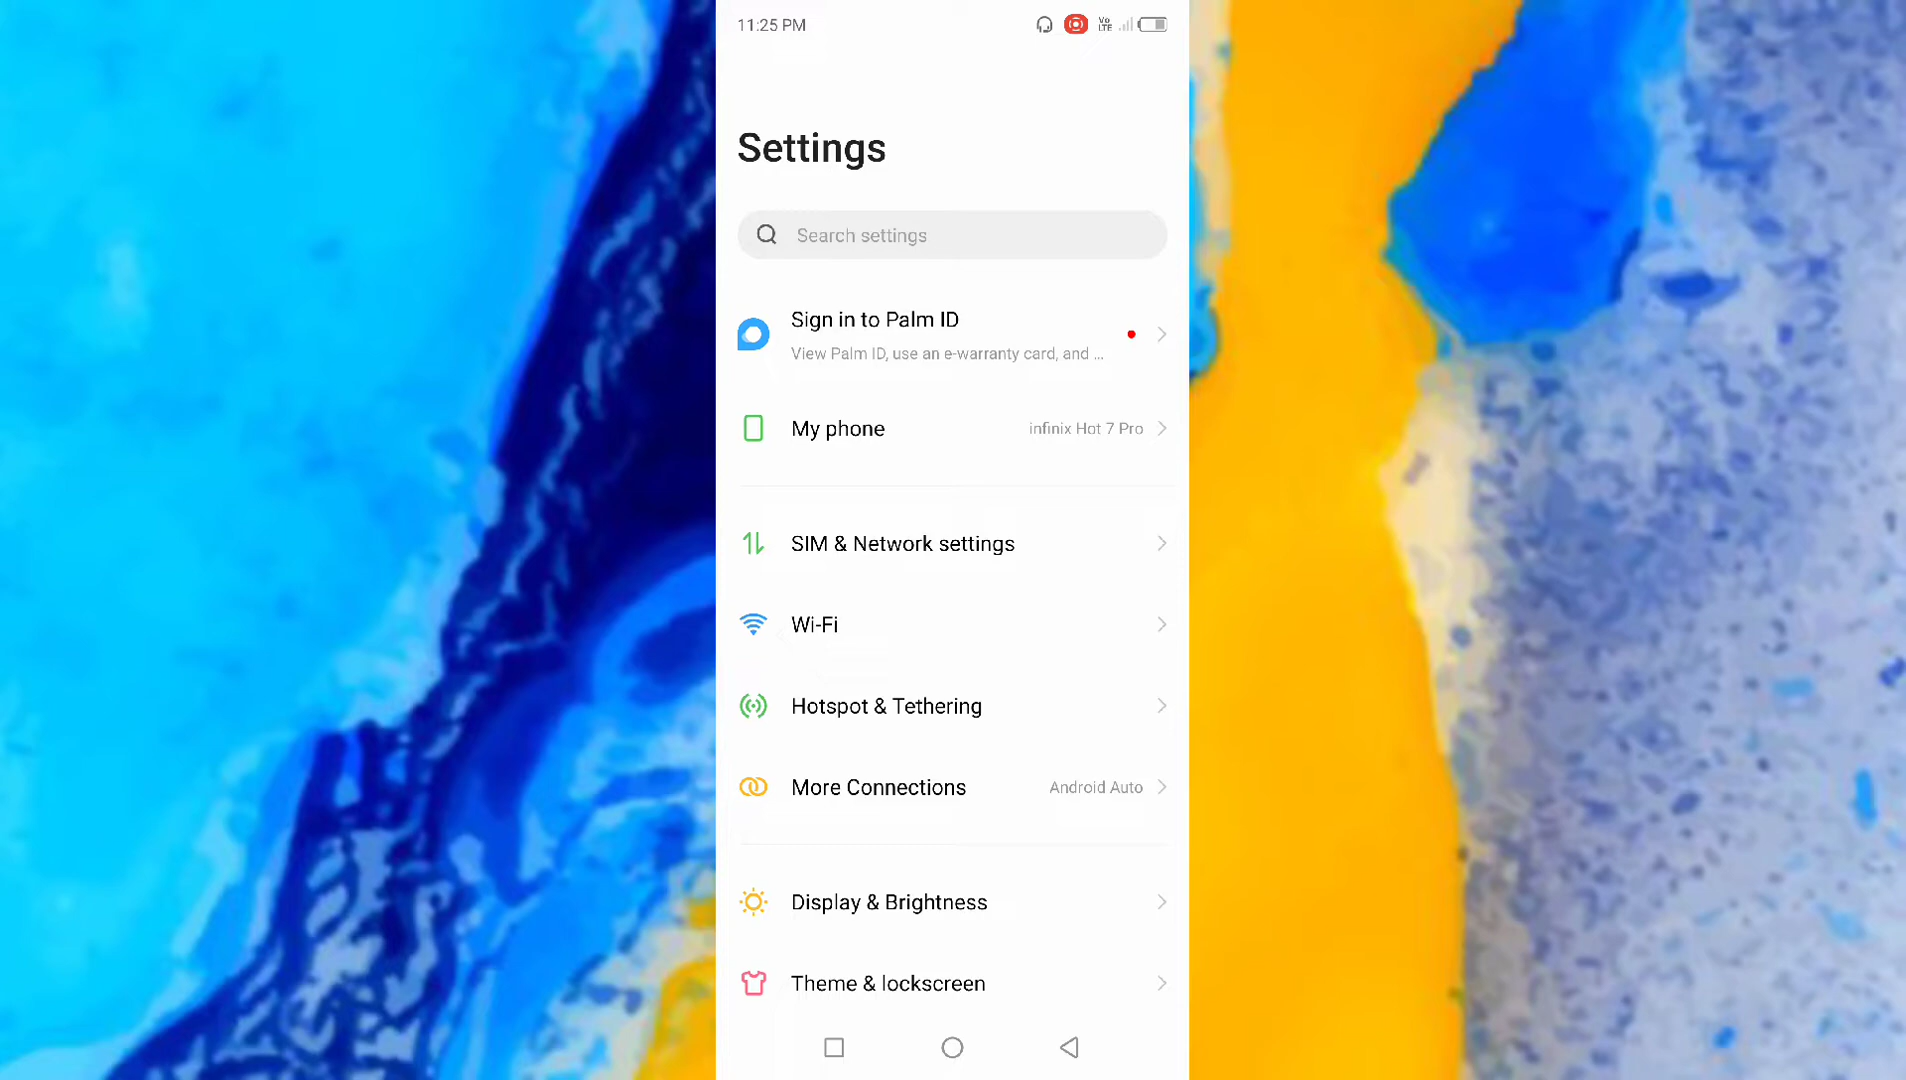 11:25 PM
Vo
LTE
Settings
Search settings
Sign in to Palm ID
View Palm ID, use an e-warranty card, and ...
My phone
infinix Hot 7 Pro
SIM & Network settings
Wi-Fi
Hotspot & Tethering
More Connections
Android Auto
Display & Brightness
Theme & lockscreen